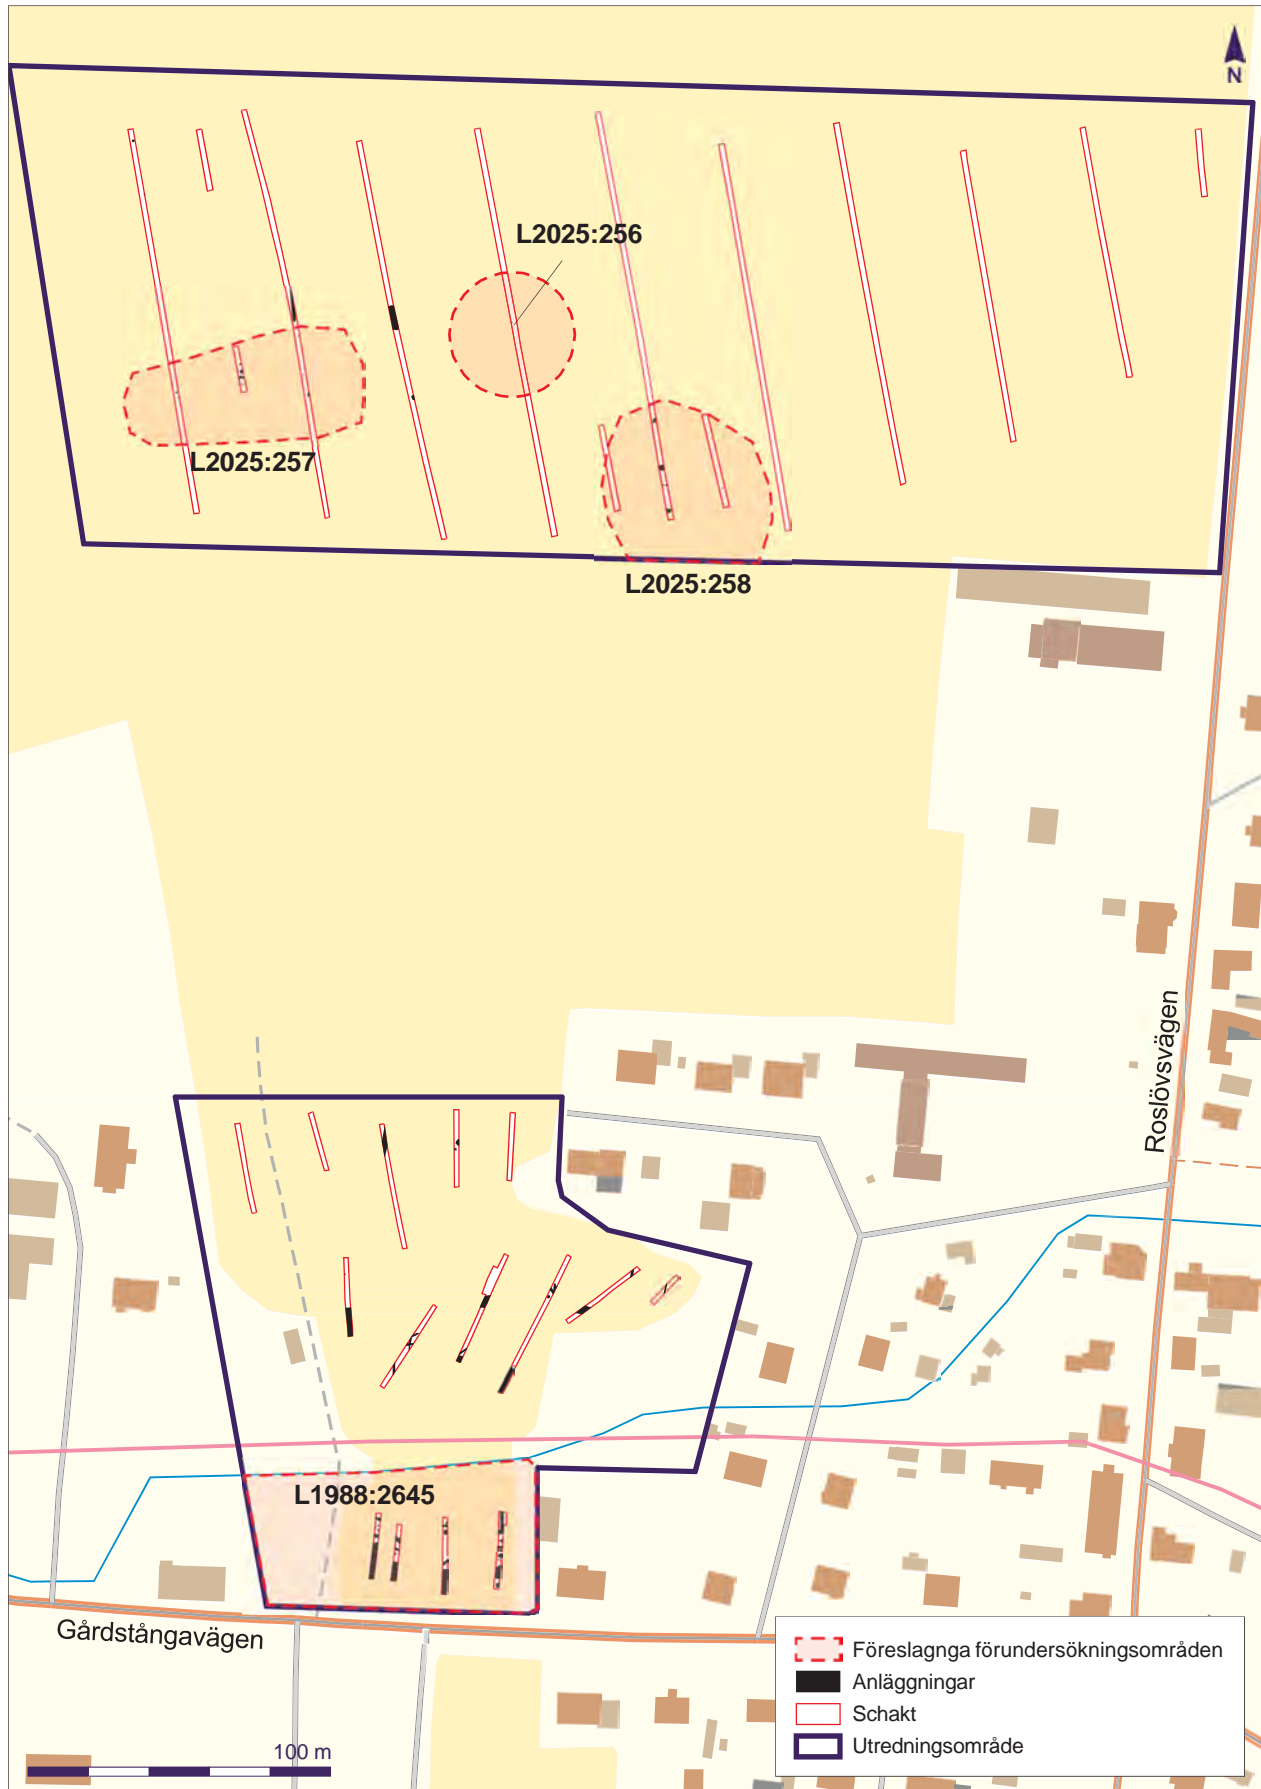 N
L2025:256
L2025:257
L2025:258
Roslövsvägen
L1988:2645
Gårdstångavägen
Föreslagnga förundersökningsområden
Anläggningar
Schakt
Utredningsområde
100 m